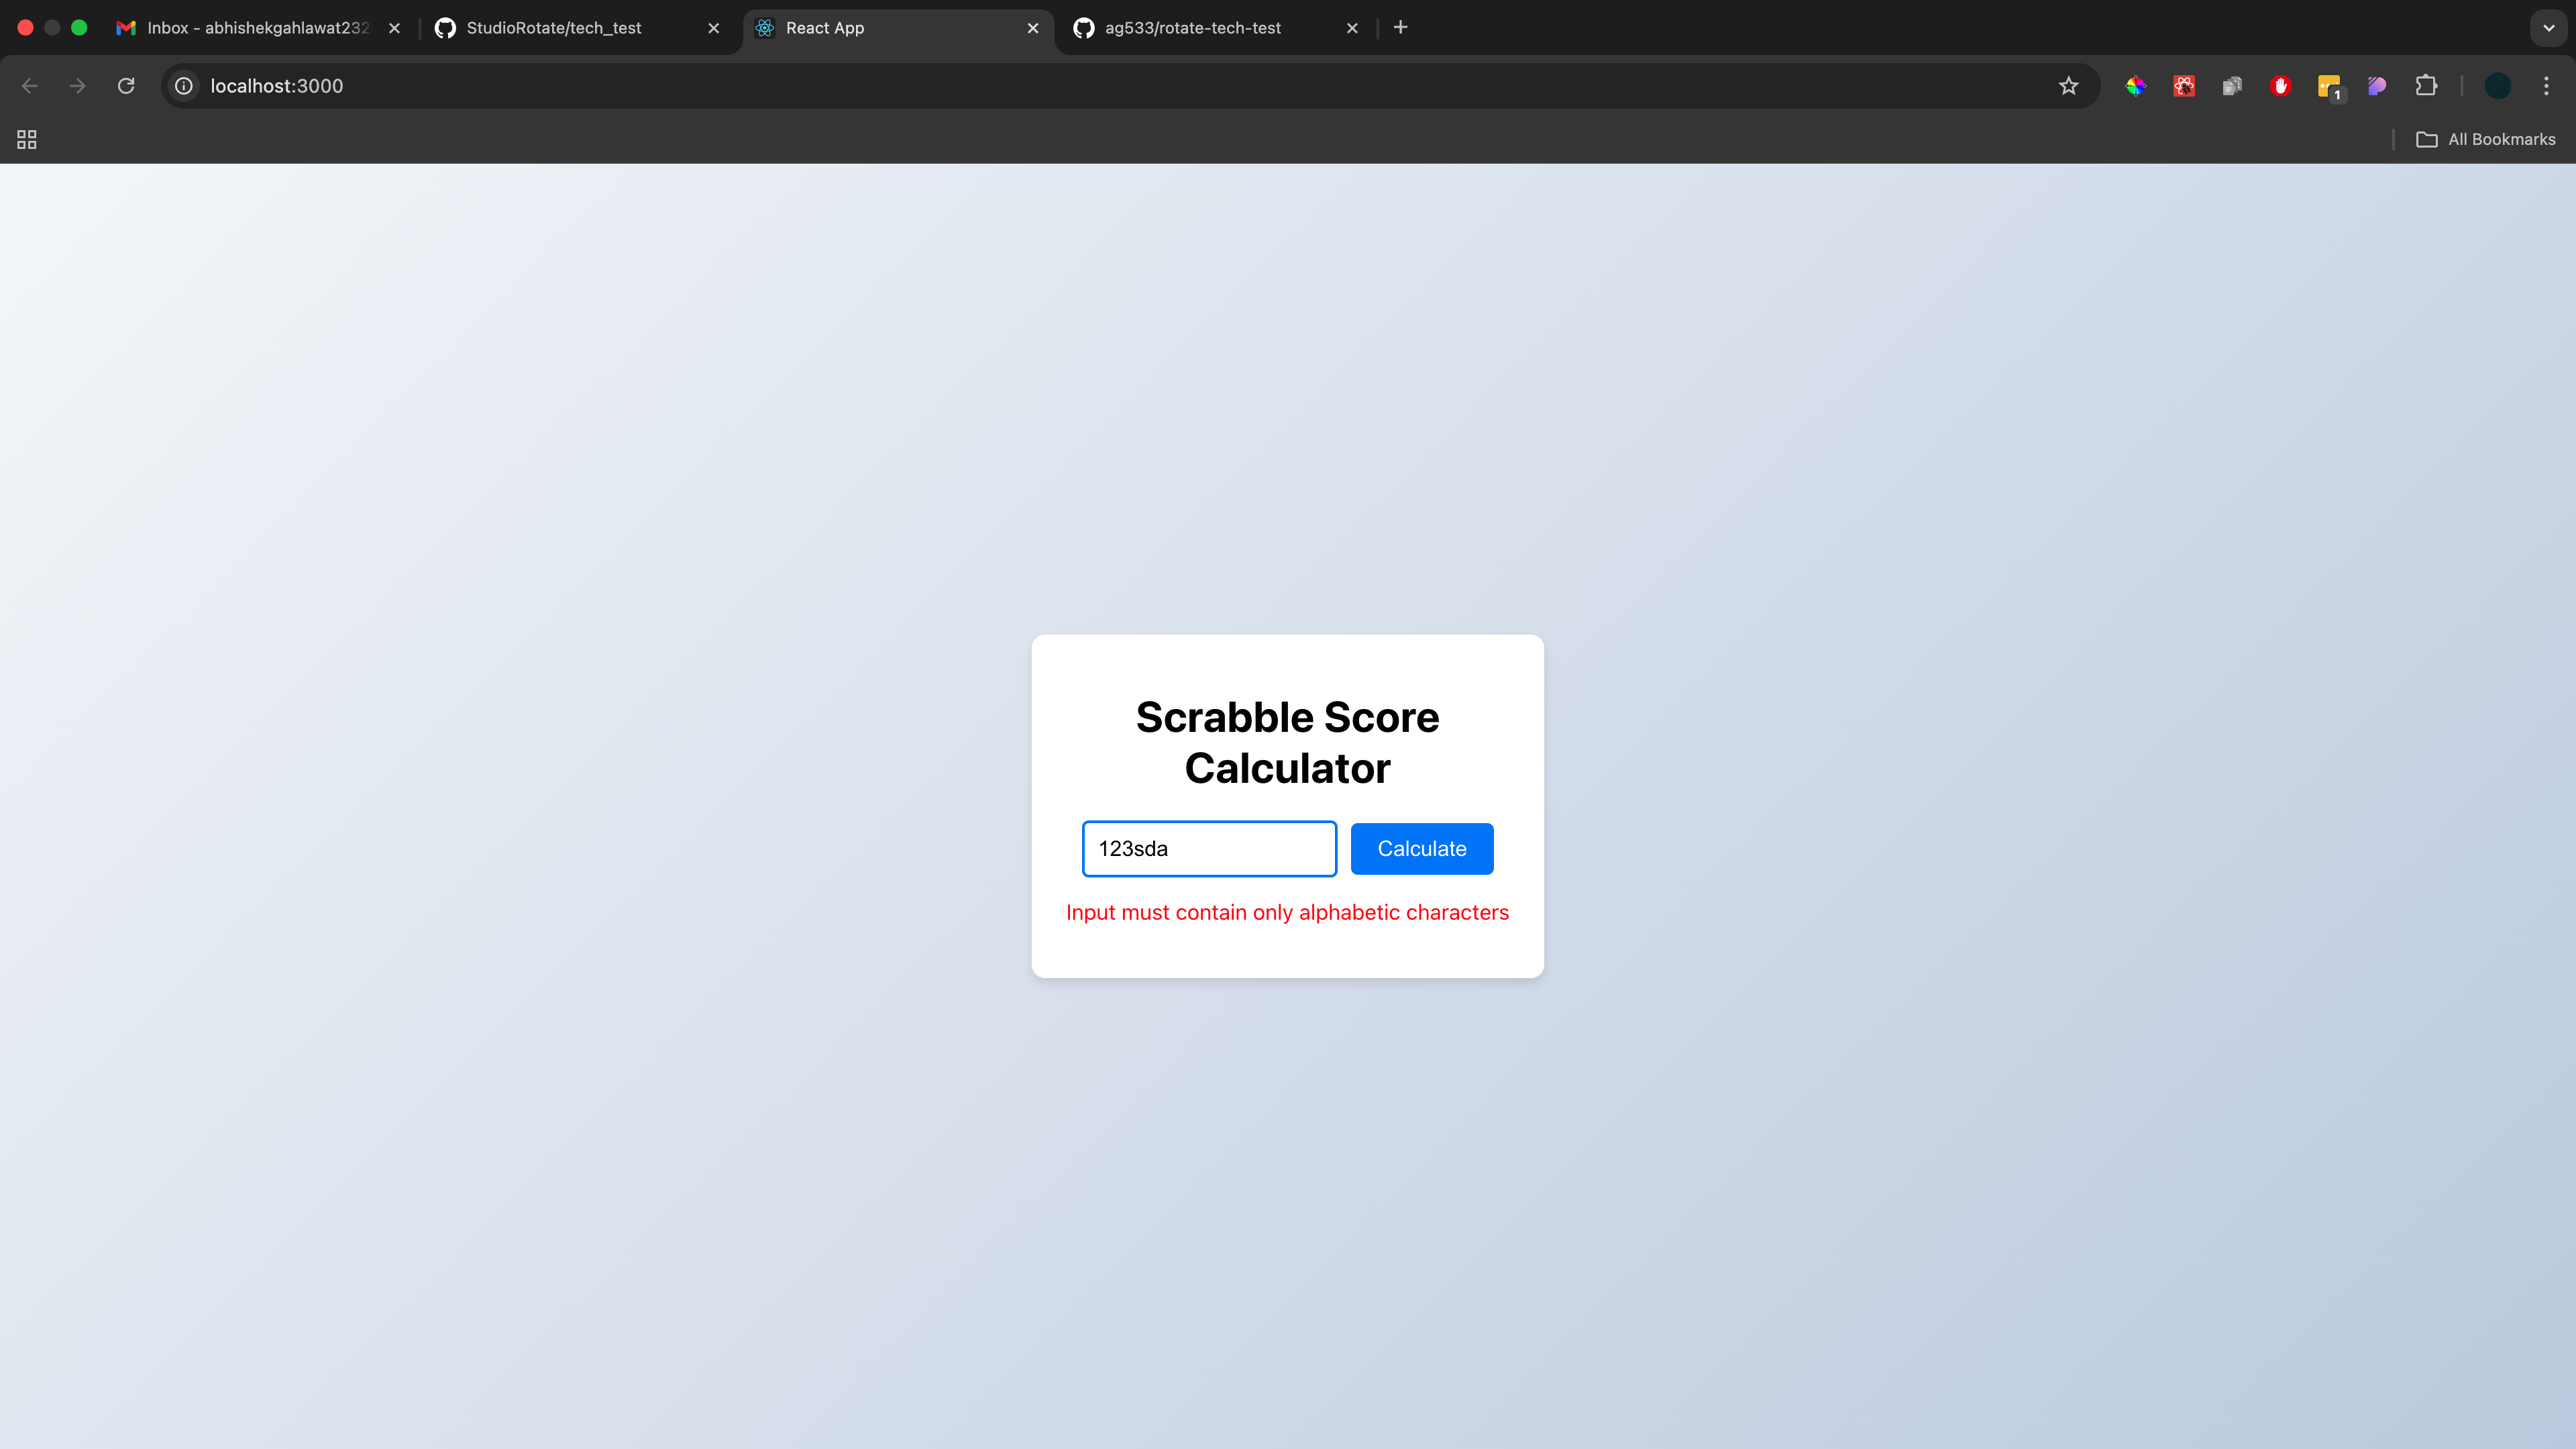 Inbox - abhishekgahlawat232
StudioRotate/tech_test
React App
ag533/rotate-tech-test
localhost:3000
1
All Bookmarks
Scrabble Score
Calculator
123sda
Calculate
Input must contain only alphabetic characters